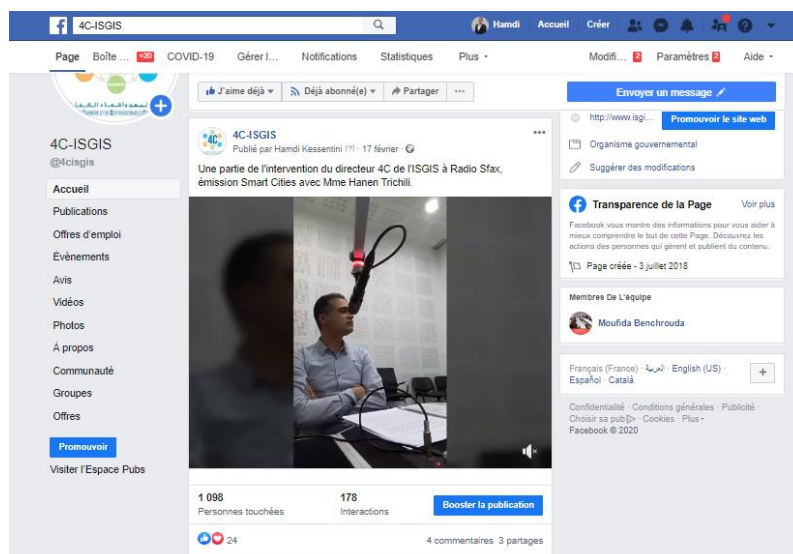 4C-ISGIS
Hamdi Accueil Créer
Page Boîte ... +20 COVID-19 Gérer l... Notifications Statistiques Plus
Modifi... 2 Paramètres 2 Aide
J'aime déjà Déjà abonné(e) Partager ...
Envoyer un message
4C-ISGIS
@4cisgis
Accueil
Publications
Offres d'emploi
Évènements
Avis
Vidéos
Photos
À propos
Communauté
Groupes
Offres
Promouvoir
Visiter l'Espace Pubs
4C
4C-ISGIS
Publié par Hamdi Kessentini [?] · 17 février ·
Une partie de l'intervention du directeur 4C de l'ISGIS à Radio Sfax,
émission Smart Cities avec Mme Hanen Trichili.
1 098
Personnes touchées
178
Interactions
Booster la publication
24
4 commentaires 3 partages
http://www.isgi... Promouvoir le site web
Organisme gouvernemental
Suggérer des modifications
Transparence de la Page Voir plus
Facebook vous montre des informations pour vous aider à
mieux comprendre le but de cette Page. Découvrez les
actions des personnes qui gèrent et publient du contenu.
Page créée - 3 juillet 2018
Membres De L'équipe
Moufida Benchrouda
Français (France) · العربية · English (US) ·
Español · Català
Confidentialité · Conditions générales · Publicité ·
Choisir sa pub · Cookies · Plus
Facebook © 2020